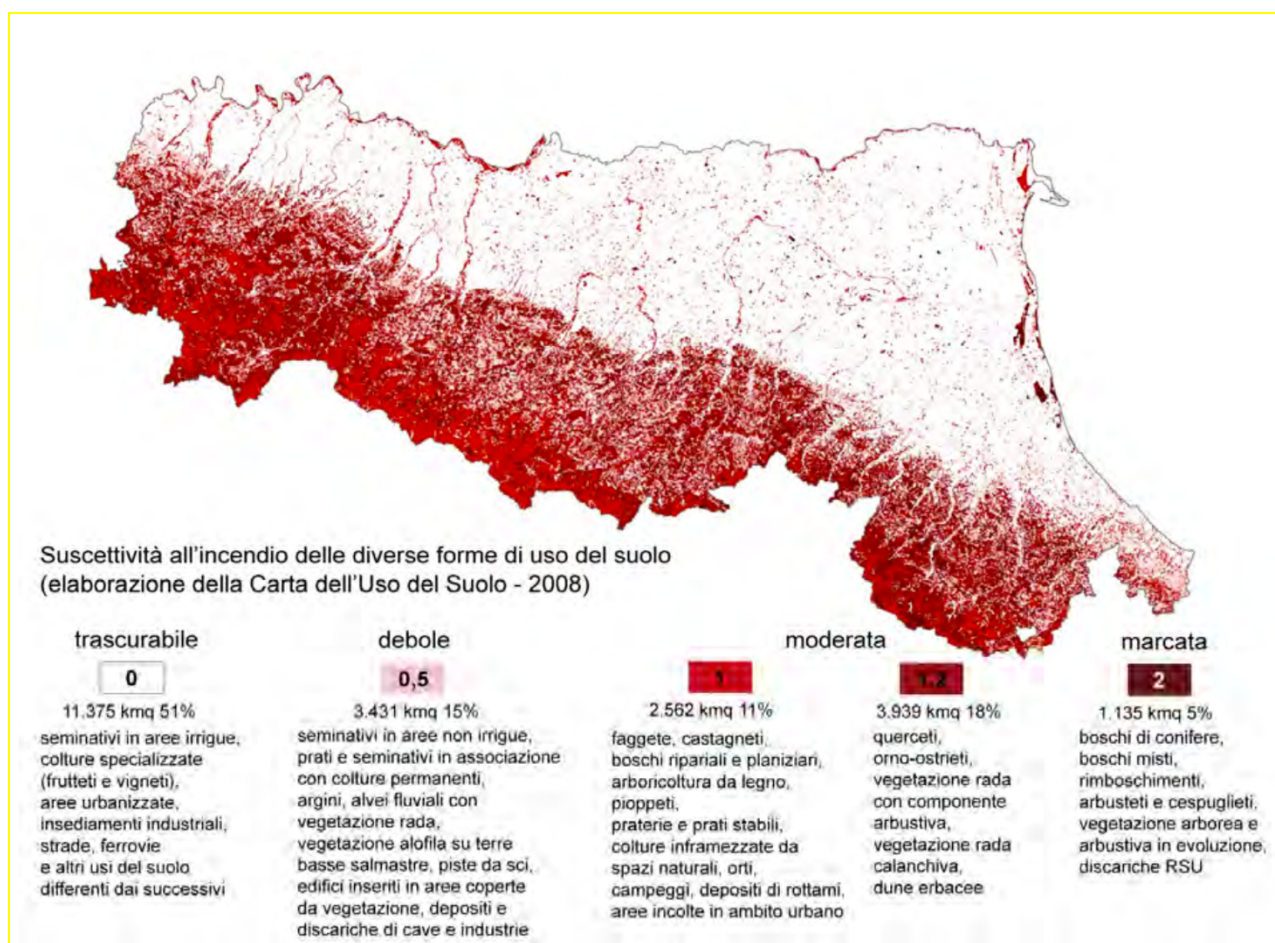 Suscettività all'incendio delle diverse forme di uso del suolo
(elaborazione della Carta dell'Uso del Suolo - 2008)
trascurabile
0
11.375 kmq 51%
seminativi in aree irrigue,
colture specializzate
(frutteti e vigneti),
aree urbanizzate,
insediamenti industriali,
strade, ferrovie
e altri usi del suolo
differenti dai successivi
debole
0,5
3.431 kmq 15%
seminativi in aree non irrigue,
prati e seminativi in associazione
con colture permanenti,
argini, alvei fluviali con
vegetazione rada,
vegetazione alofila su terre
basse salmastre, piste da sci,
edifici inseriti in aree coperte
da vegetazione, depositi e
discariche di cave e industrie
moderata
1
2.562 kmq 11%
faggete, castagneti,
boschi ripariali e planiziari,
arboricoltura da legno,
pioppeti,
praterie e prati stabili,
colture inframezzate da
spazi naturali, orti,
campeggi, depositi di rottami,
aree incolte in ambito urbano
1.2
3.939 kmq 18%
querceti,
orno-ostrieti,
vegetazione rada
con componente
arbustiva,
vegetazione rada
calanchiva,
dune erbacee
marcata
2
1.135 kmq 5%
boschi di conifere,
boschi misti,
rimboschimenti,
arbusteti e cespuglieti,
vegetazione arborea e
arbustiva in evoluzione,
discariche RSU